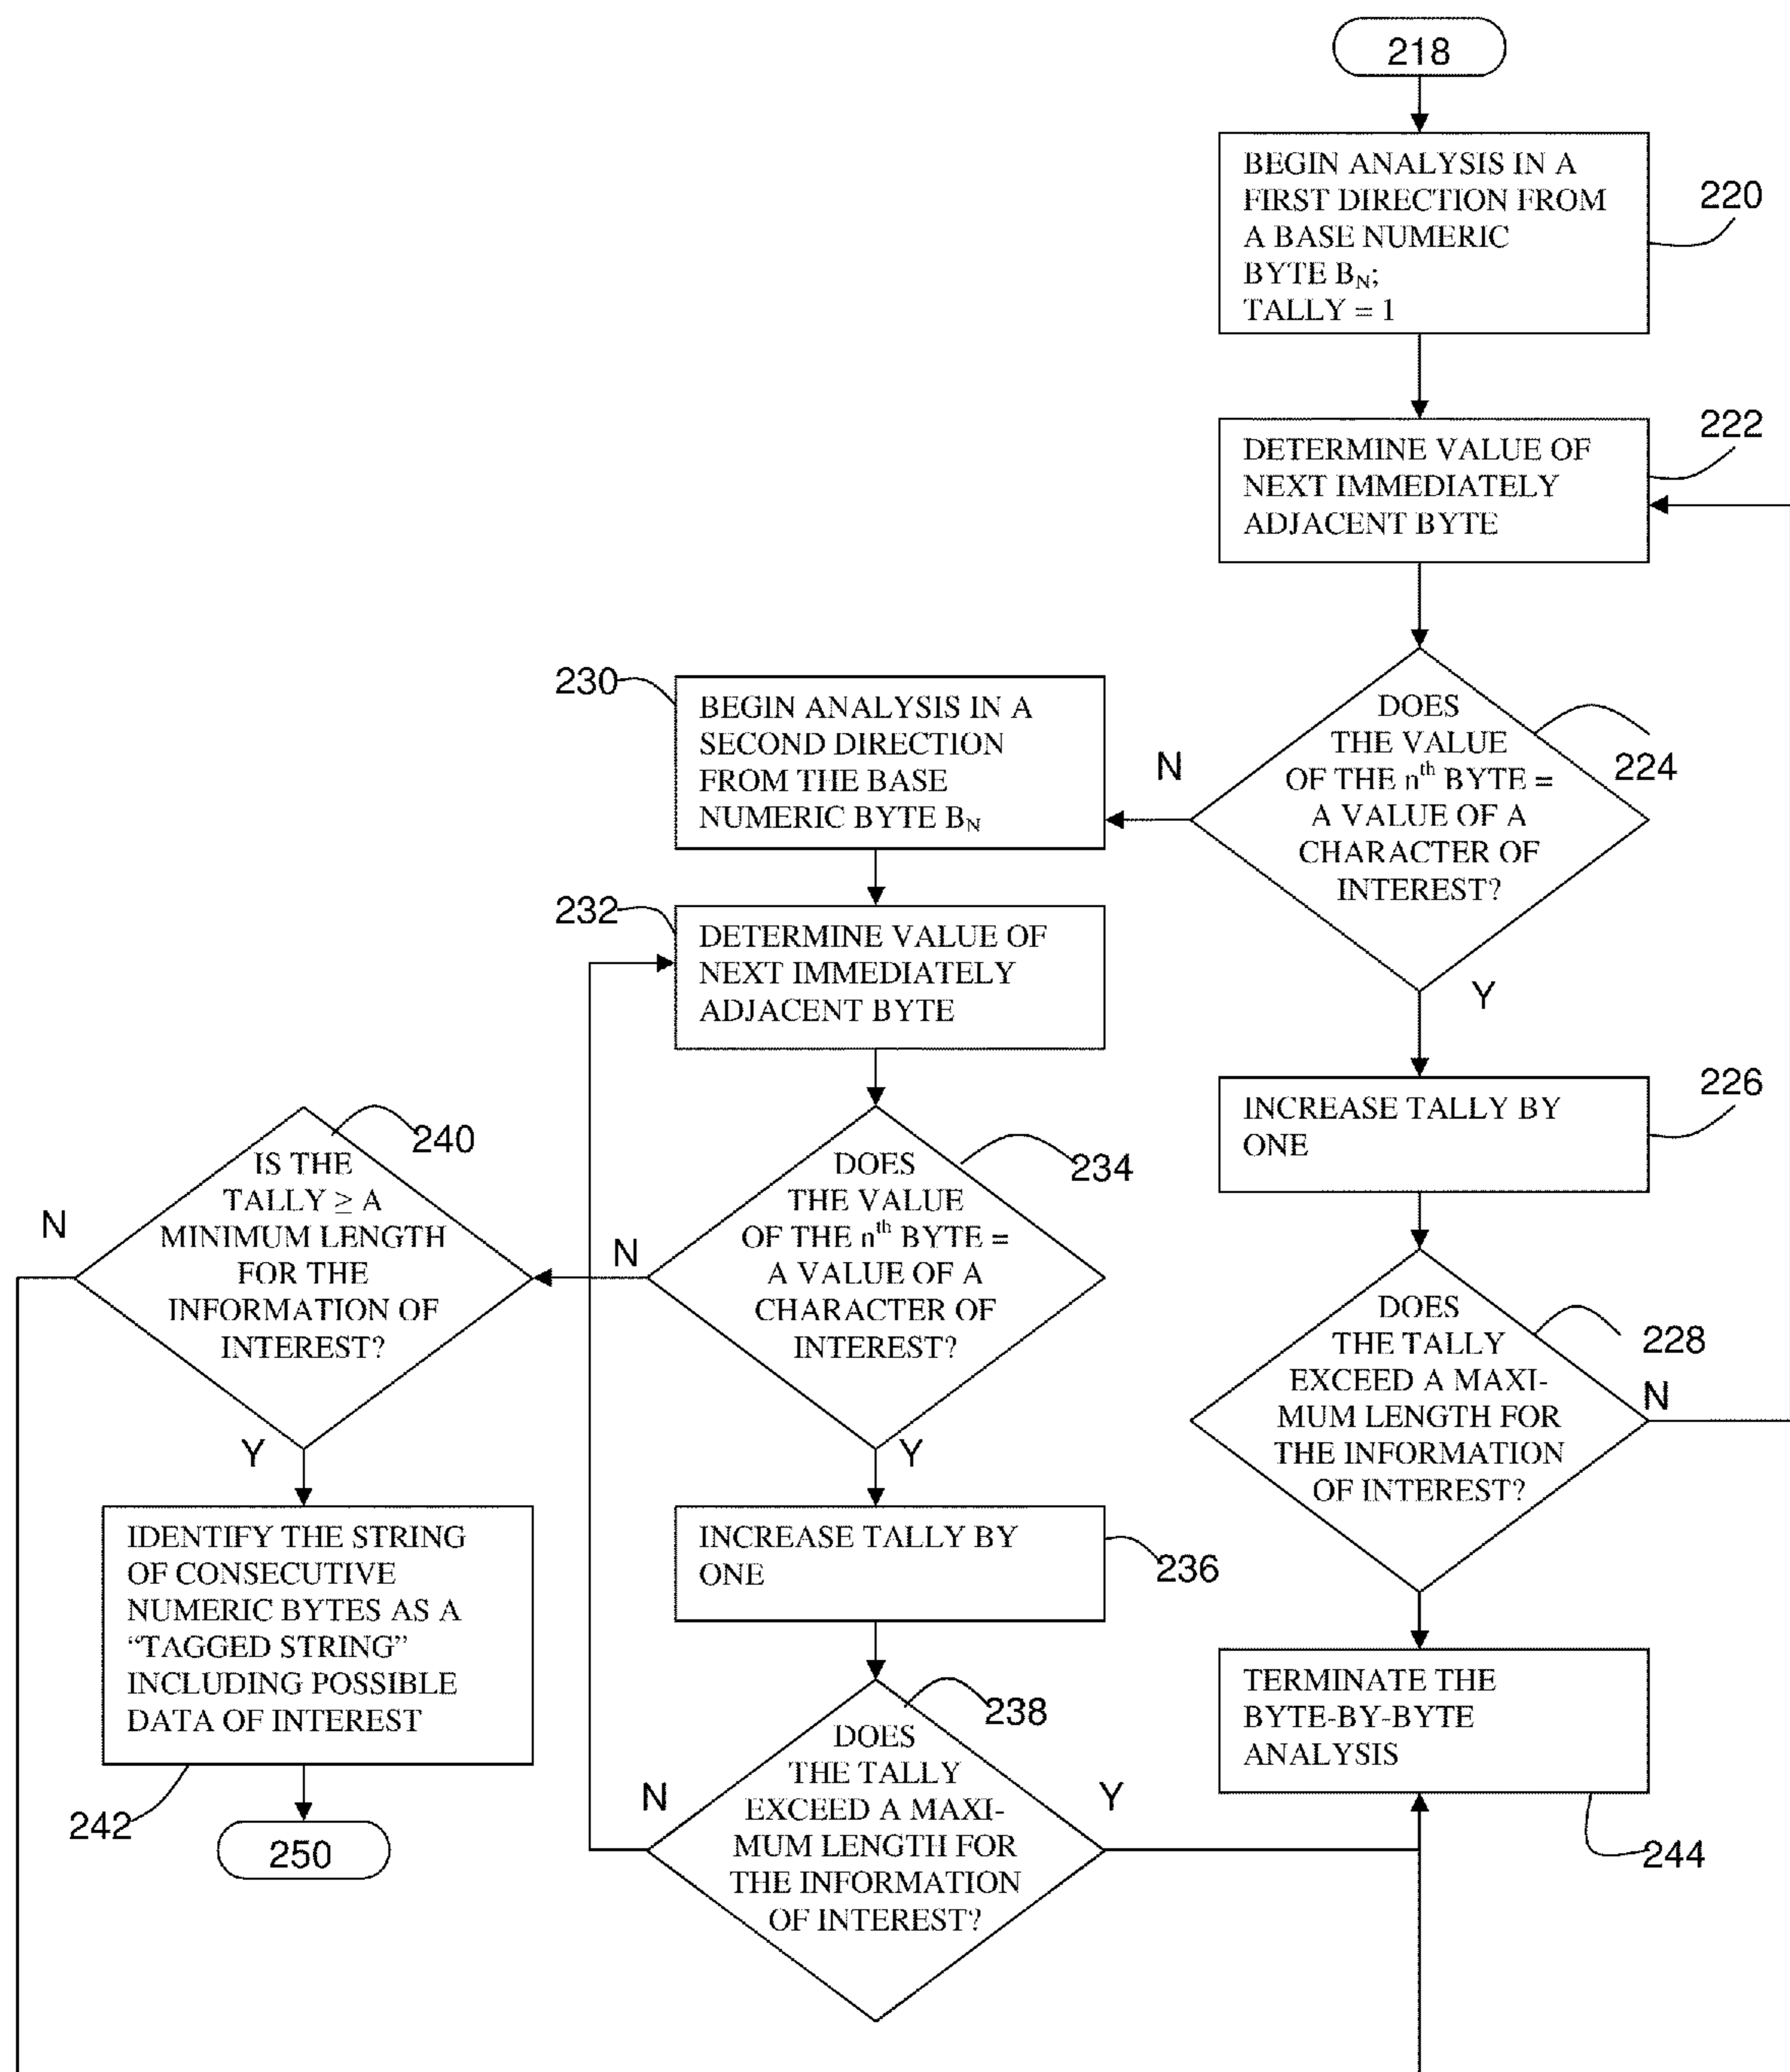 218
BEGIN ANALYSIS IN A
FIRST DIRECTION FROM
A BASE NUMERIC
BYTE BN;
TALLY = 1
220
DETERMINE VALUE OF
NEXT IMMEDIATELY
ADJACENT BYTE
222
DOES
THE VALUE
OF THE nth BYTE =
A VALUE OF A
CHARACTER OF
INTEREST?
224
N
Y
230
BEGIN ANALYSIS IN A
SECOND DIRECTION
FROM THE BASE
NUMERIC BYTE BN
232
DETERMINE VALUE OF
NEXT IMMEDIATELY
ADJACENT BYTE
INCREASE TALLY BY
ONE
226
DOES
THE VALUE
OF THE nth BYTE =
A VALUE OF A
CHARACTER OF
INTEREST?
234
N
Y
240
IS THE
TALLY ≥ A
MINIMUM LENGTH
FOR THE
INFORMATION OF
INTEREST?
N
Y
DOES
THE TALLY
EXCEED A MAXI-
MUM LENGTH FOR
THE INFORMATION
OF INTEREST?
228
N
IDENTIFY THE STRING
OF CONSECUTIVE
NUMERIC BYTES AS A
“TAGGED STRING”
INCLUDING POSSIBLE
DATA OF INTEREST
242
250
INCREASE TALLY BY
ONE
236
DOES
THE TALLY
EXCEED A MAXI-
MUM LENGTH FOR
THE INFORMATION
OF INTEREST?
238
N
Y
TERMINATE THE
BYTE-BY-BYTE
ANALYSIS
244